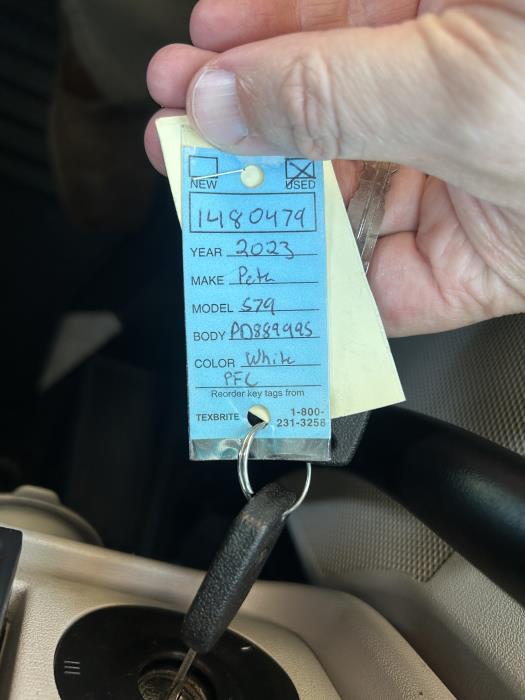 NEW USED
1480479
YEAR 2023
MAKE Pete
MODEL 579
BODY PD889995
COLOR White
PFC
Reorder key tags from
TEXBRITE 1-800-
231-3258